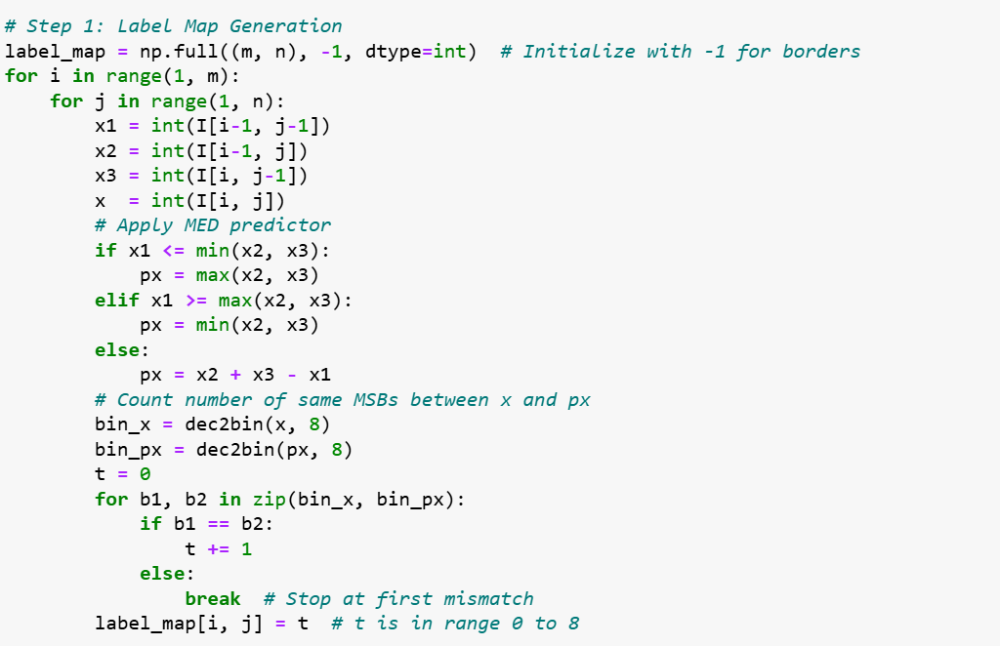 # Step 1: Label Map Generation
label_map = np.full((m, n), -1, dtype=int)  # Initialize with -1 for borders
for i in range(1, m):
    for j in range(1, n):
        x1 = int(I[i-1, j-1])
        x2 = int(I[i-1, j])
        x3 = int(I[i, j-1])
        x  = int(I[i, j])
        # Apply MED predictor
        if x1 <= min(x2, x3):
            px = max(x2, x3)
        elif x1 >= max(x2, x3):
            px = min(x2, x3)
        else:
            px = x2 + x3 - x1
        # Count number of same MSBs between x and px
        bin_x = dec2bin(x, 8)
        bin_px = dec2bin(px, 8)
        t = 0
        for b1, b2 in zip(bin_x, bin_px):
            if b1 == b2:
                t += 1
            else:
                break  # Stop at first mismatch
        label_map[i, j] = t  # t is in range 0 to 8